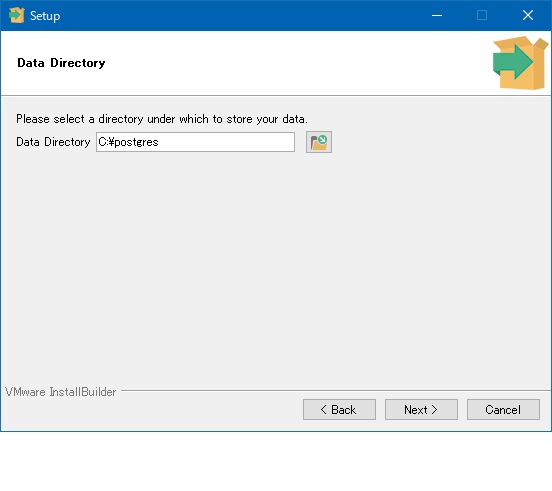 Setup
Data Directory
Please select a directory under which to store your data.
Data Directory C:¥postgres
VMware InstallBuilder
< Back Next > Cancel